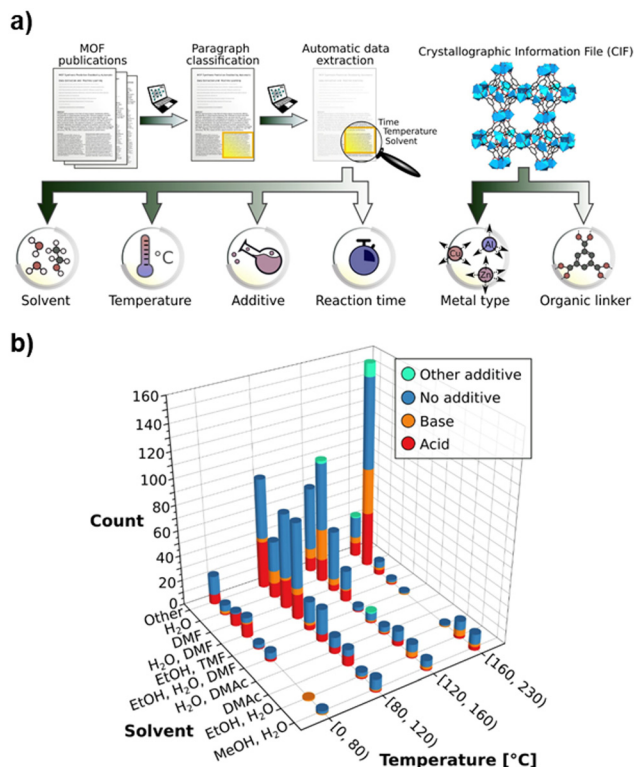 a)
MOF
publications
Paragraph
classification
Automatic data
extraction
Crystallographic Information File (CIF)
Time
Temperature
Solvent
°C
Cu
Al
Zn
Solvent
Temperature
Additive
Reaction time
Metal type
Organic linker
b)
Other additive
No additive
Base
Acid
160
140
120
100
80
60
40
20
0
Count
Other
H₂O
DMF
H₂O, DMF
EtOH, TMF
EtOH, H₂O, DMF
H₂O, DMAC
DMAC
EtOH, H₂O
MeOH, H₂O
Solvent
[0, 80)
[80, 120)
[120, 160)
[160, 230)
Temperature [°C]